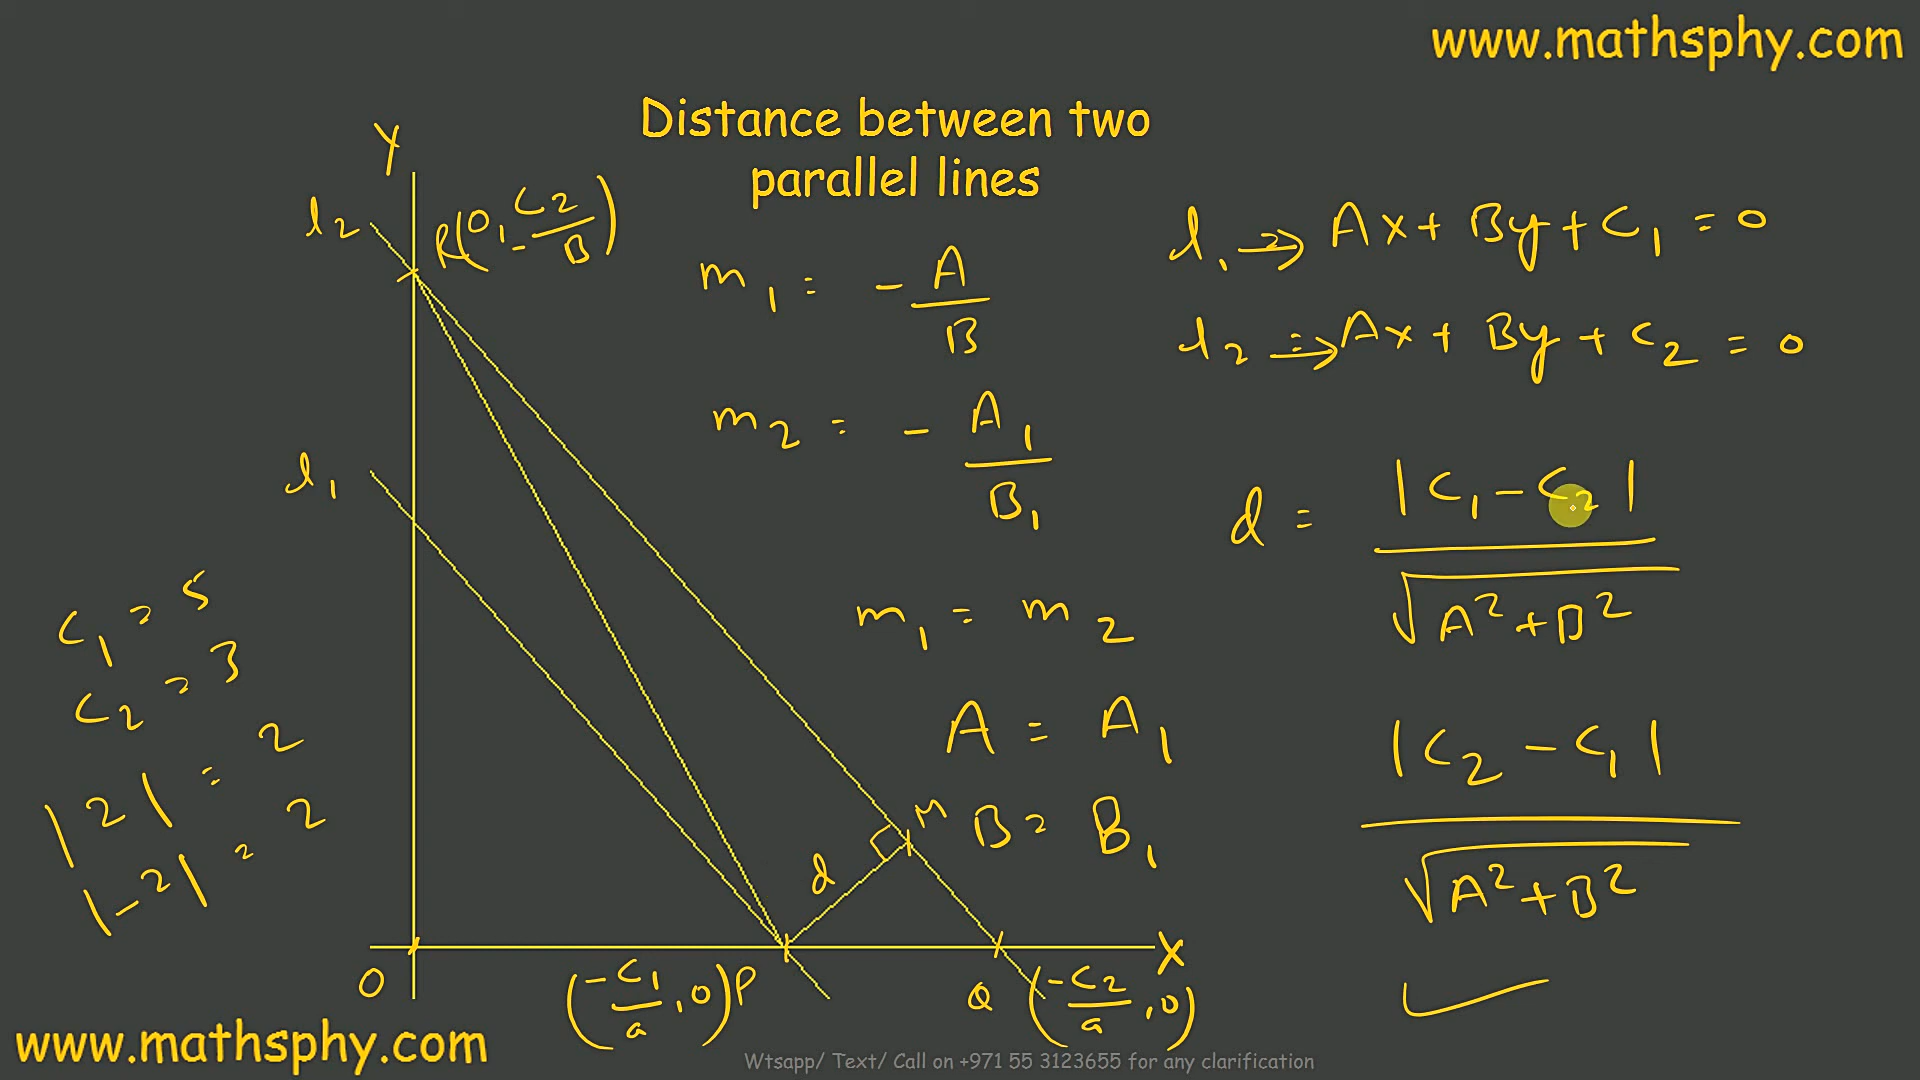 www.mathsphy.com
Distance between two
parallel lines
Y
l₂
R(0, -C₂/B)
m₁ = -A/B
m₂ = -A₁/B₁
m₁ = m₂
A = A₁
B = B₁
l₁ → Ax + By + C₁ = 0
l₂ ⇒ Ax + By + C₂ = 0
d = |C₁ - C₂| / √A² + B²
|C₂ - C₁| / √A² + B²
l₁
C₁ = 5
C₂ = 3
|2| = 2
|-2| = 2
d
M
X
O
(-C₁/a, 0) P
Q (-C₂/a, 0)
www.mathsphy.com
Wtsapp/ Text/ Call on +971 55 3123655 for any clarification